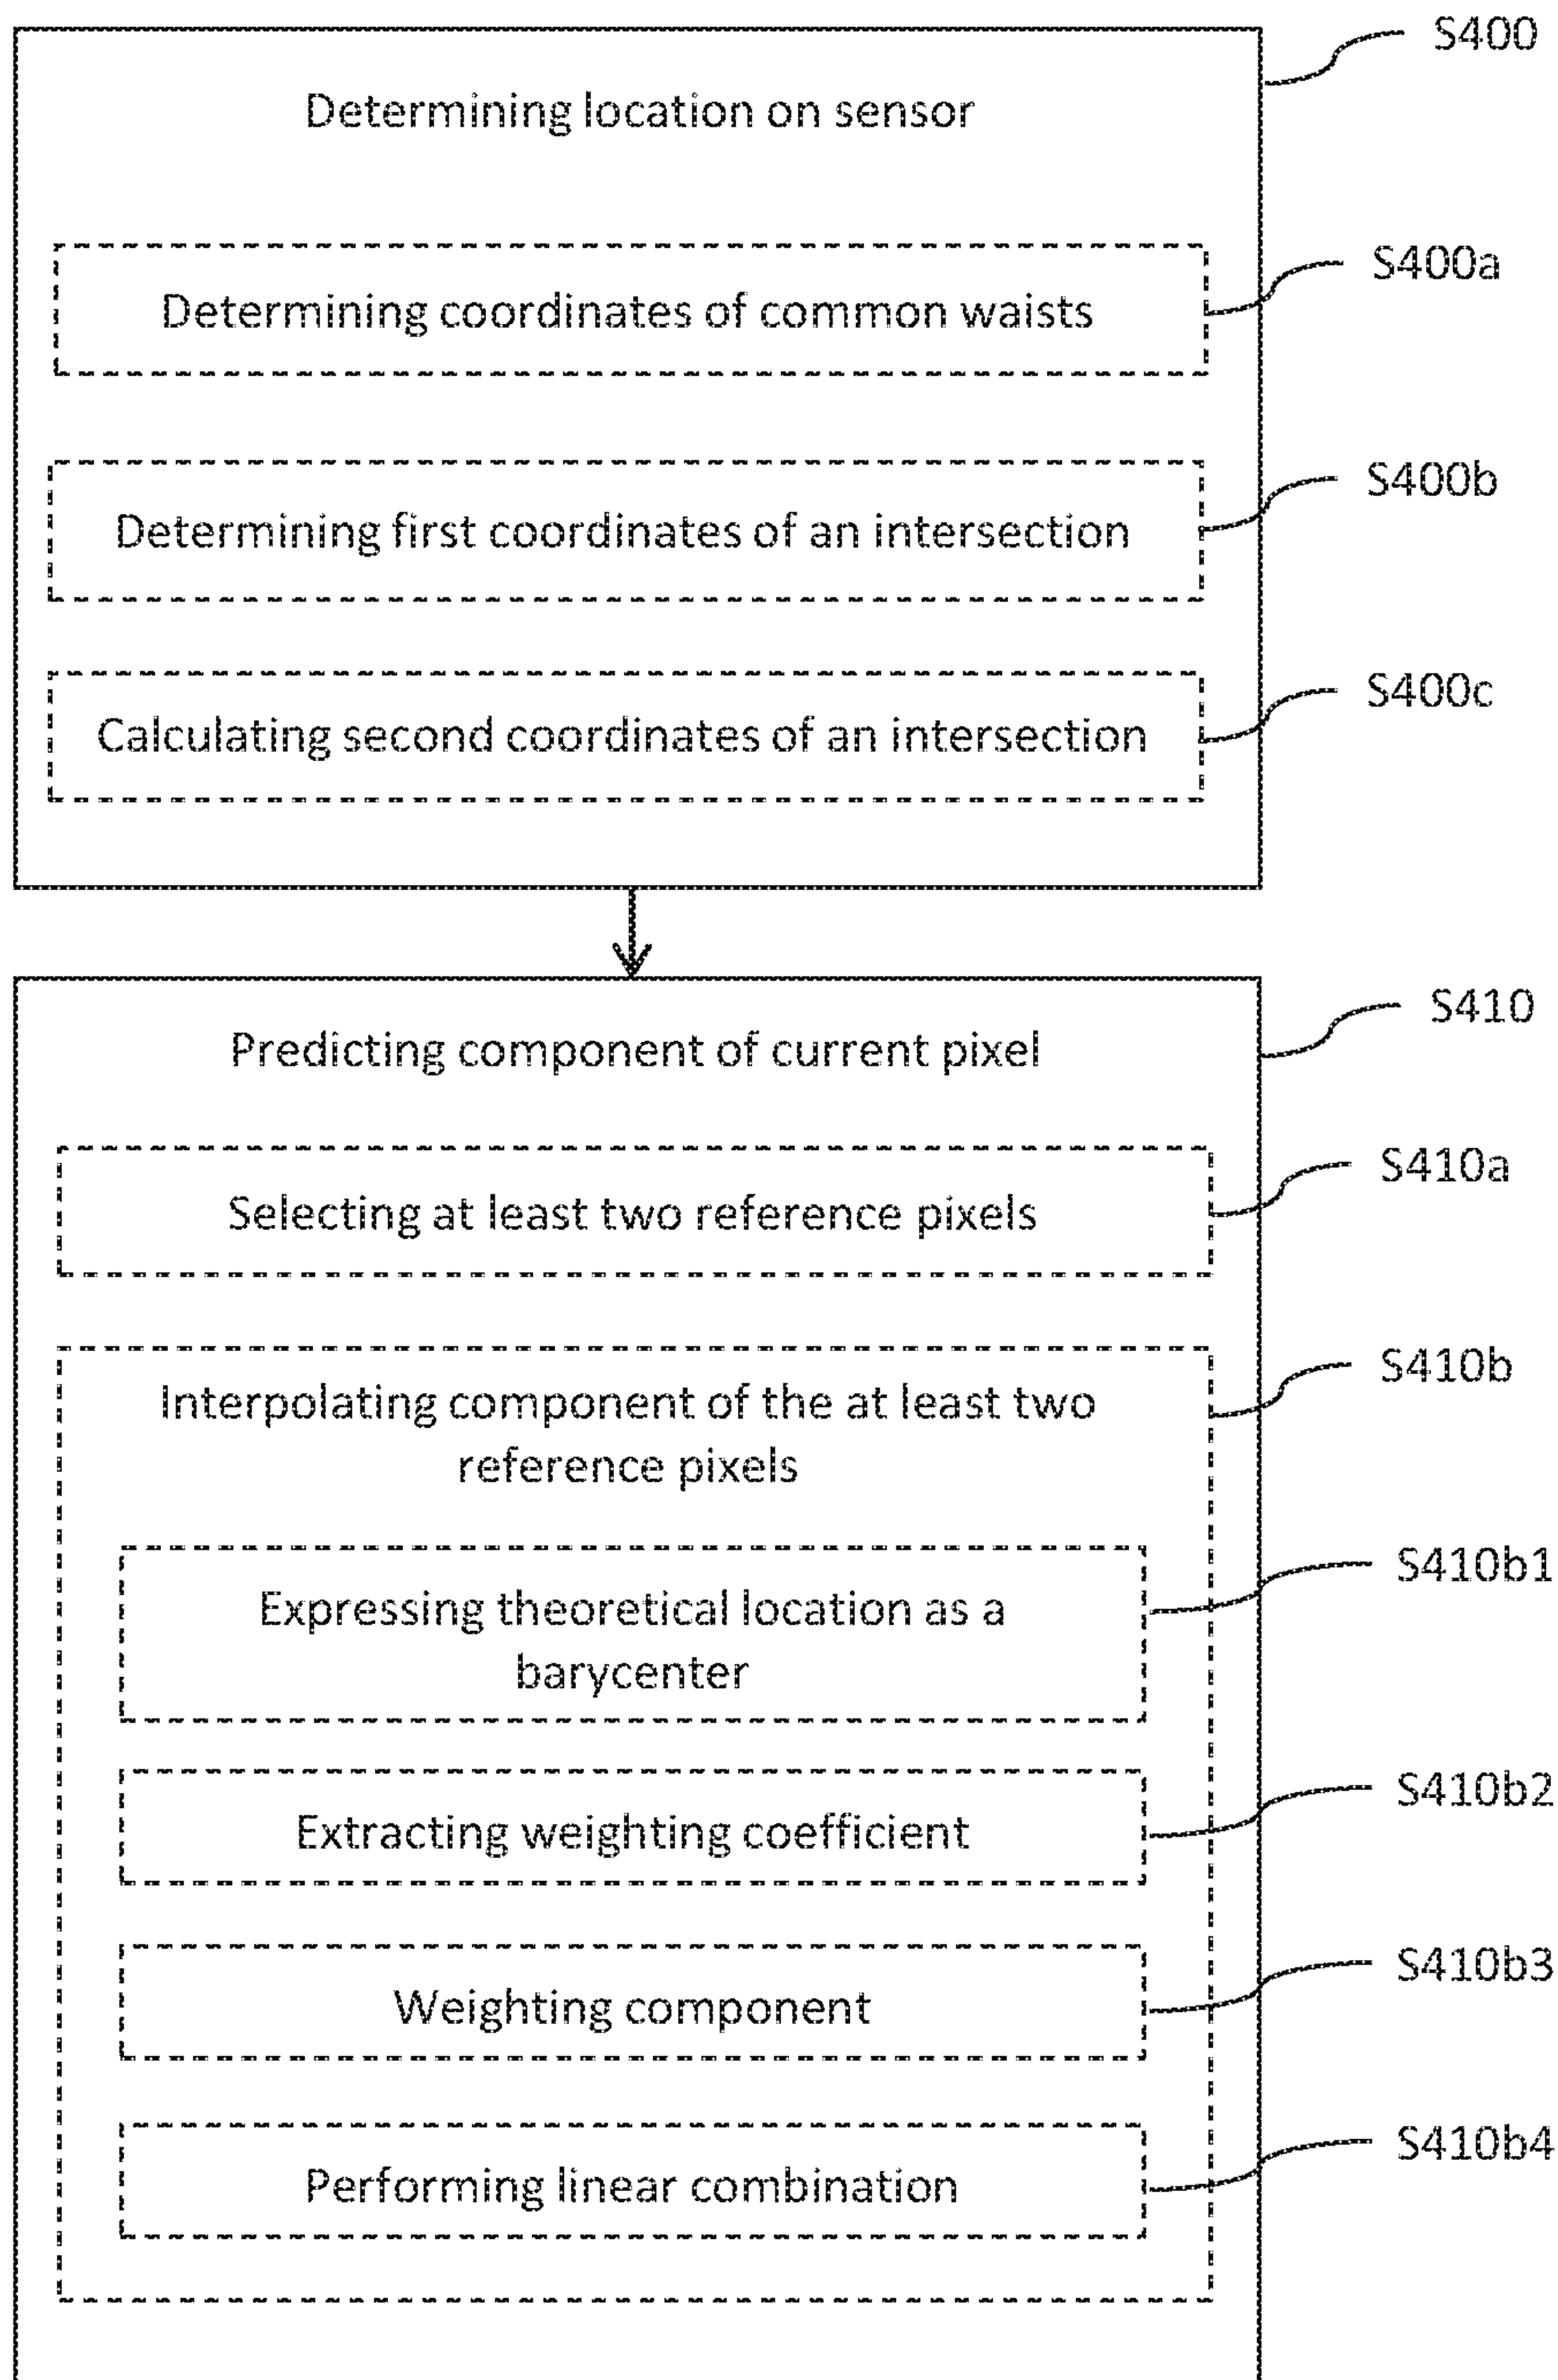 S400
Determining location on sensor
S400a
Determining coordinates of common waists
S400b
Determining first coordinates of an intersection
S400c
Calculating second coordinates of an intersection
S410
Predicting component of current pixel
S410a
Selecting at least two reference pixels
S410b
Interpolating component of the at least two
reference pixels
S410b1
Expressing theoretical location as a
barycenter
S410b2
Extracting weighting coefficient
S410b3
Weighting component
S410b4
Performing linear combination